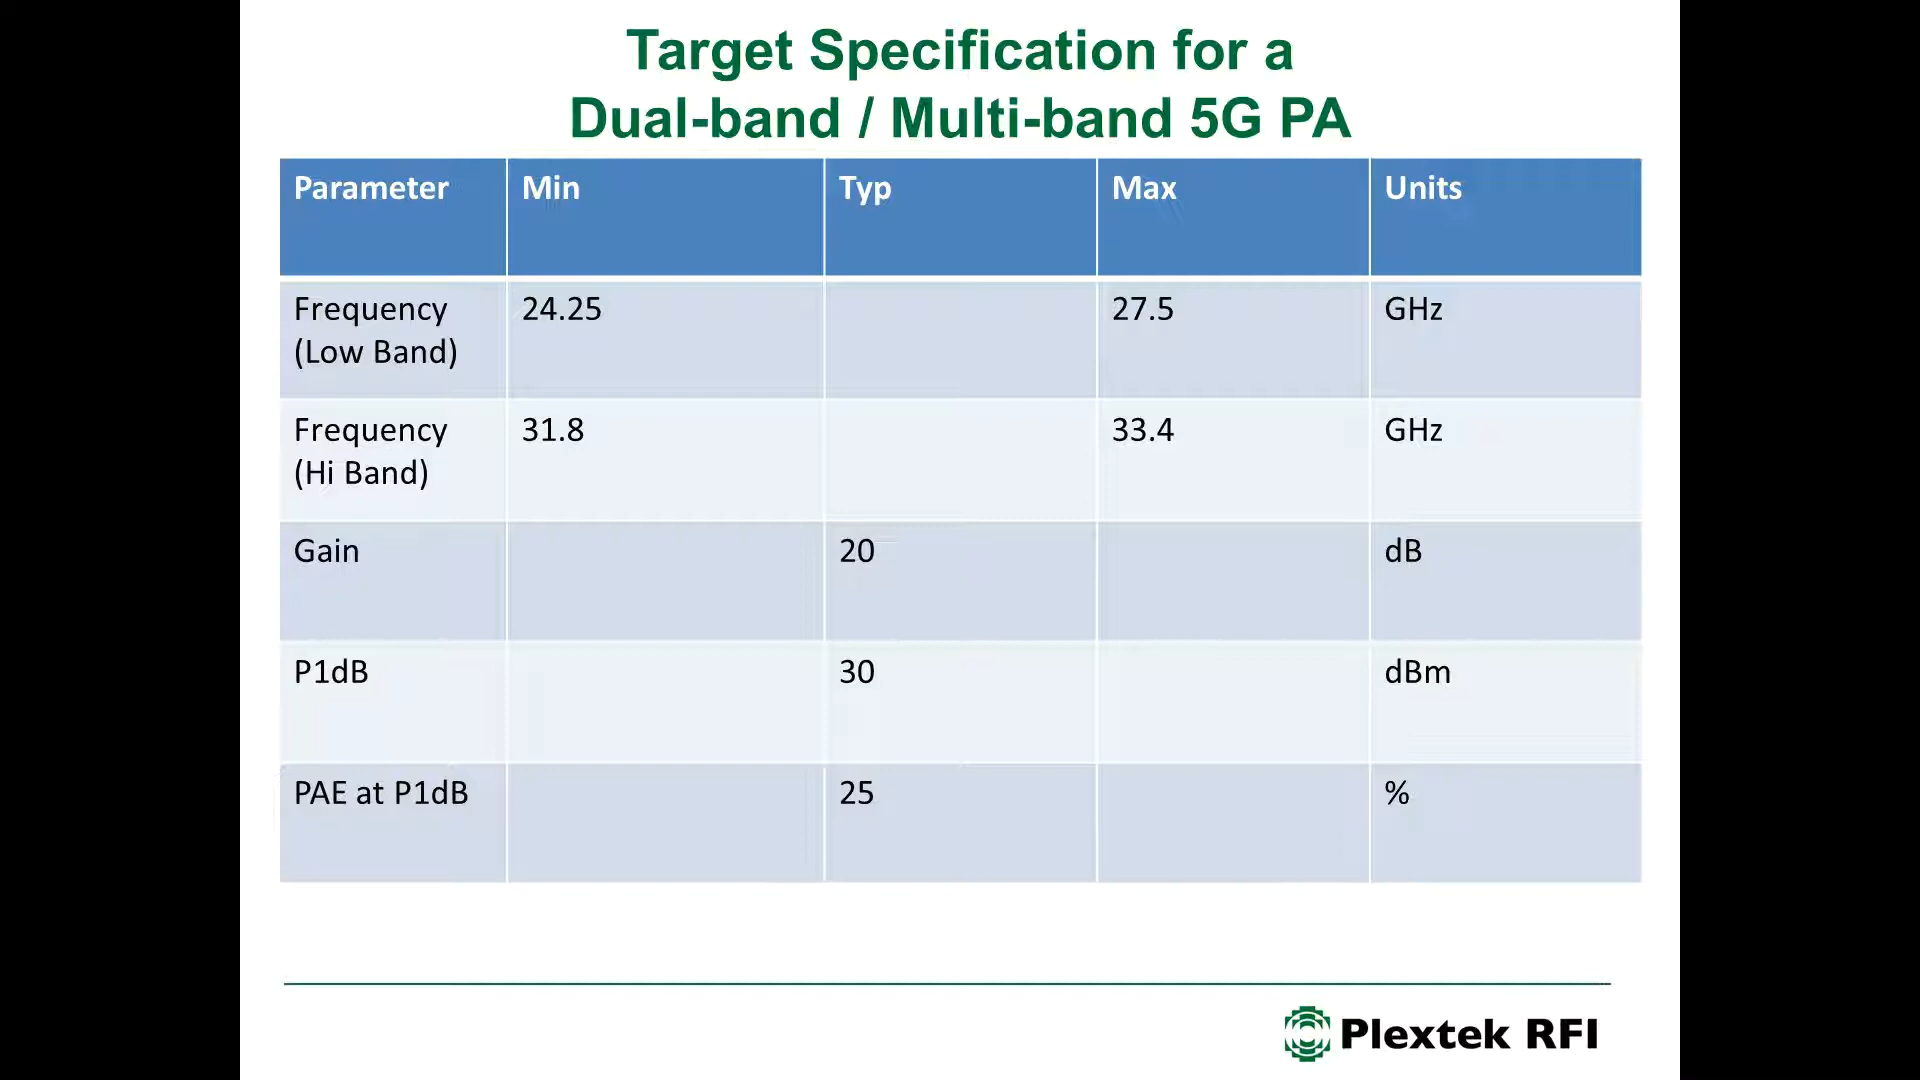 Target Specification for a
Dual-band / Multi-band 5G PA
Parameter Min Typ Max Units
Frequency (Low Band) 24.25 27.5 GHz
Frequency (Hi Band) 31.8 33.4 GHz
Gain 20 dB
P1dB 30 dBm
PAE at P1dB 25 %
Plextek RFI